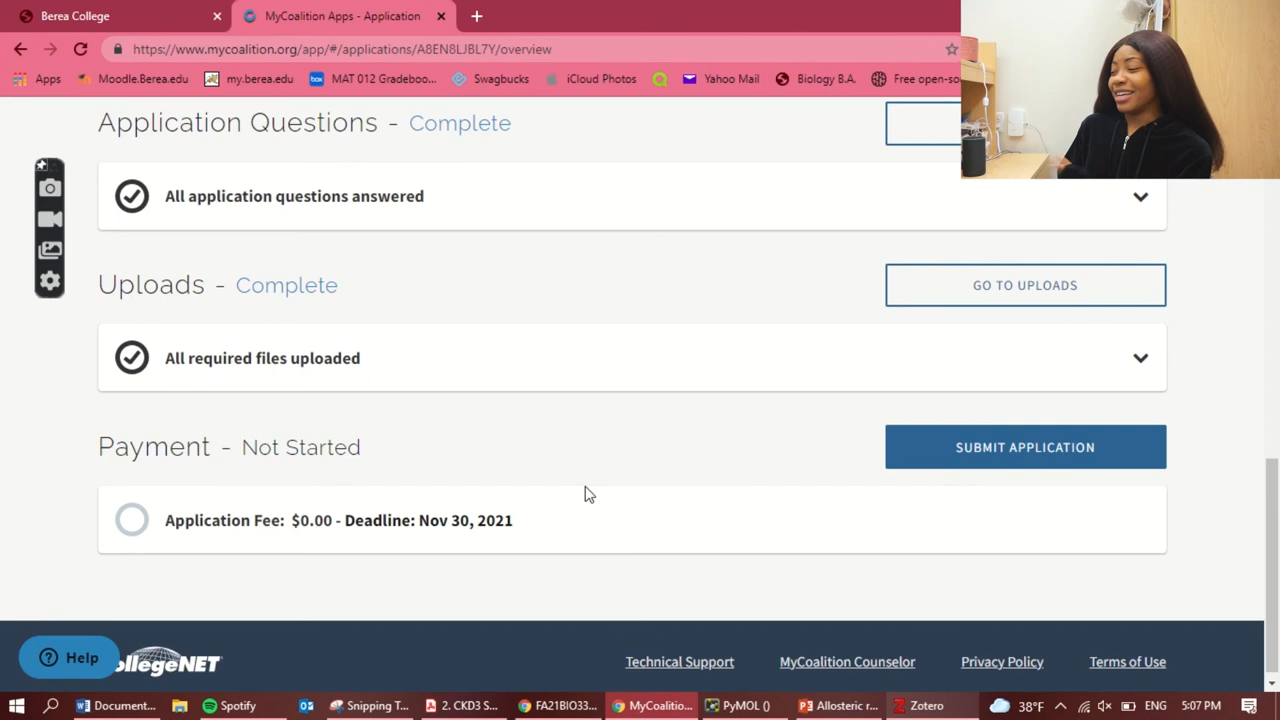 Berea College
MyCoalition Apps - Application
https://www.mycoalition.org/app/#/applications/A8EN8LJBL7Y/overview
Apps Moodle.Berea.edu my.berea.edu box MAT 012 Gradeboo... Swagbucks iCloud Photos Yahoo Mail Biology B.A. Free open-so
Application Questions - Complete
All application questions answered
Uploads - Complete
GO TO UPLOADS
All required files uploaded
Payment - Not Started
SUBMIT APPLICATION
Application Fee: $0.00 - Deadline: Nov 30, 2021
Help
ollegeNET
Technical Support MyCoalition Counselor Privacy Policy Terms of Use
Document... Spotify Snipping T... 2. CKD3 S... FA21BIO33... MyCoalitio... PyMOL () Allosteric r... Zotero 38°F ENG 5:07 PM